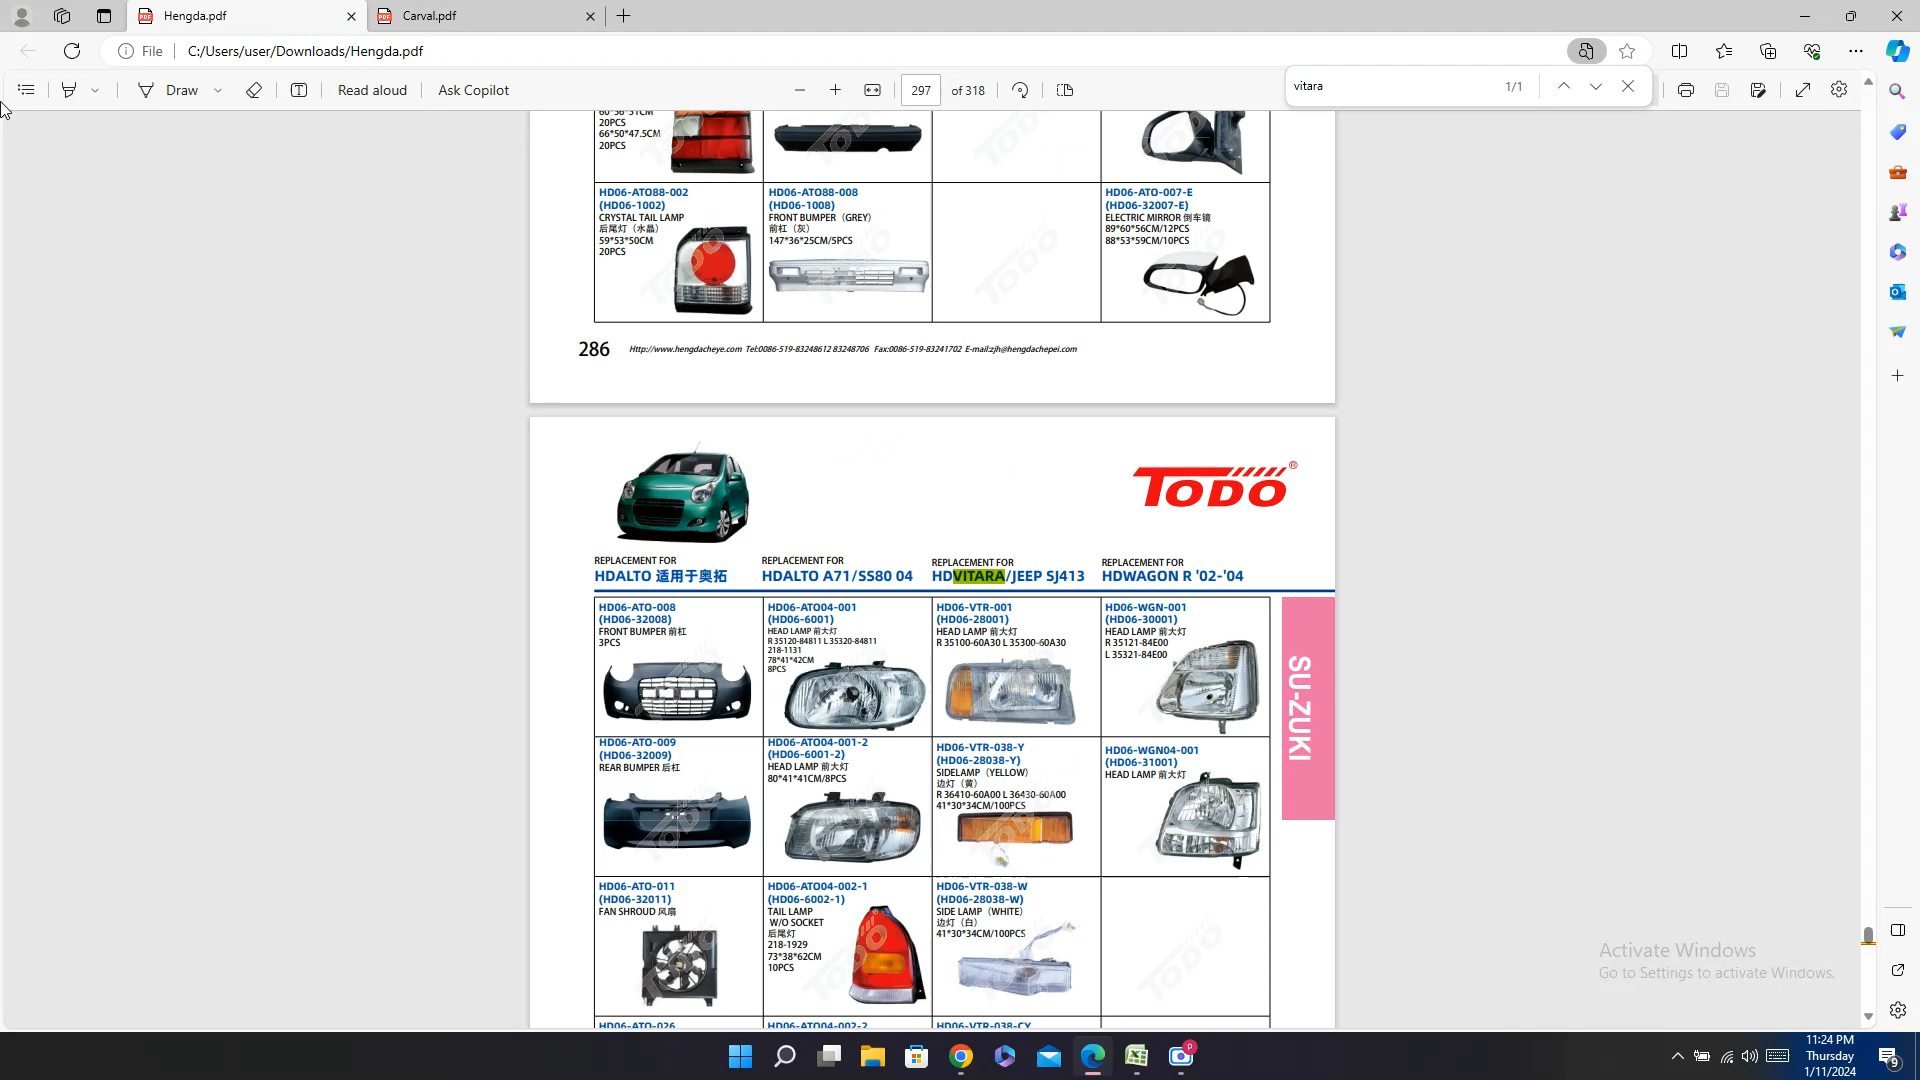 Hengda.pdf
Carval.pdf
File
C:/Users/user/Downloads/Hengda.pdf
Draw
Read aloud
Ask Copilot
297 of 318
vitara
1/1
60*36*51CM
20PCS
66*50*47.5CM
20PCS
HD06-ATO88-002
(HD06-1002)
CRYSTAL TAIL LAMP
后尾灯（水晶）
59*53*50CM
20PCS
HD06-ATO88-008
(HD06-1008)
FRONT BUMPER（GREY）
前杠（灰）
147*36*25CM/5PCS
HD06-ATO-007-E
(HD06-32007-E)
ELECTRIC MIRROR 倒车镜
89*60*56CM/12PCS
88*53*59CM/10PCS
286
Http://www.hengdacheye.com Tel:0086-519-83248612 83248706 Fax:0086-519-83241702 E-mail:zjh@hengdachepei.com
TODO®
REPLACEMENT FOR
HDALTO 适用于奥拓
REPLACEMENT FOR
HDALTO A71/SS80 04
REPLACEMENT FOR
HDVITARA/JEEP SJ413
REPLACEMENT FOR
HDWAGON R '02-'04
HD06-ATO-008
(HD06-32008)
FRONT BUMPER 前杠
3PCS
HD06-ATO04-001
(HD06-6001)
HEAD LAMP 前大灯
R 35120-84811 L 35320-84811
218-1131
78*41*42CM
8PCS
HD06-VTR-001
(HD06-28001)
HEAD LAMP 前大灯
R 35100-60A30 L 35300-60A30
HD06-WGN-001
(HD06-30001)
HEAD LAMP 前大灯
R 35121-84E00
L 35321-84E00
SU-ZUKI
HD06-ATO-009
(HD06-32009)
REAR BUMPER 后杠
HD06-ATO04-001-2
(HD06-6001-2)
HEAD LAMP 前大灯
80*41*41CM/8PCS
HD06-VTR-038-Y
(HD06-28038-Y)
SIDELAMP（YELLOW）
边灯（黄）
R 36410-60A00 L 36430-60A00
41*30*34CM/100PCS
HD06-WGN04-001
(HD06-31001)
HEAD LAMP 前大灯
HD06-ATO-011
(HD06-32011)
FAN SHROUD 风扇
HD06-ATO04-002-1
(HD06-6002-1)
TAIL LAMP
W/O SOCKET
后尾灯
218-1929
73*38*62CM
10PCS
HD06-VTR-038-W
(HD06-28038-W)
SIDE LAMP（WHITE）
边灯（白）
41*30*34CM/100PCS
HD06-ATO-026
HD06-ATO04-002-2
HD06-VTR-038-CY
Activate Windows
Go to Settings to activate Windows.
11:24 PM
Thursday
1/11/2024
9